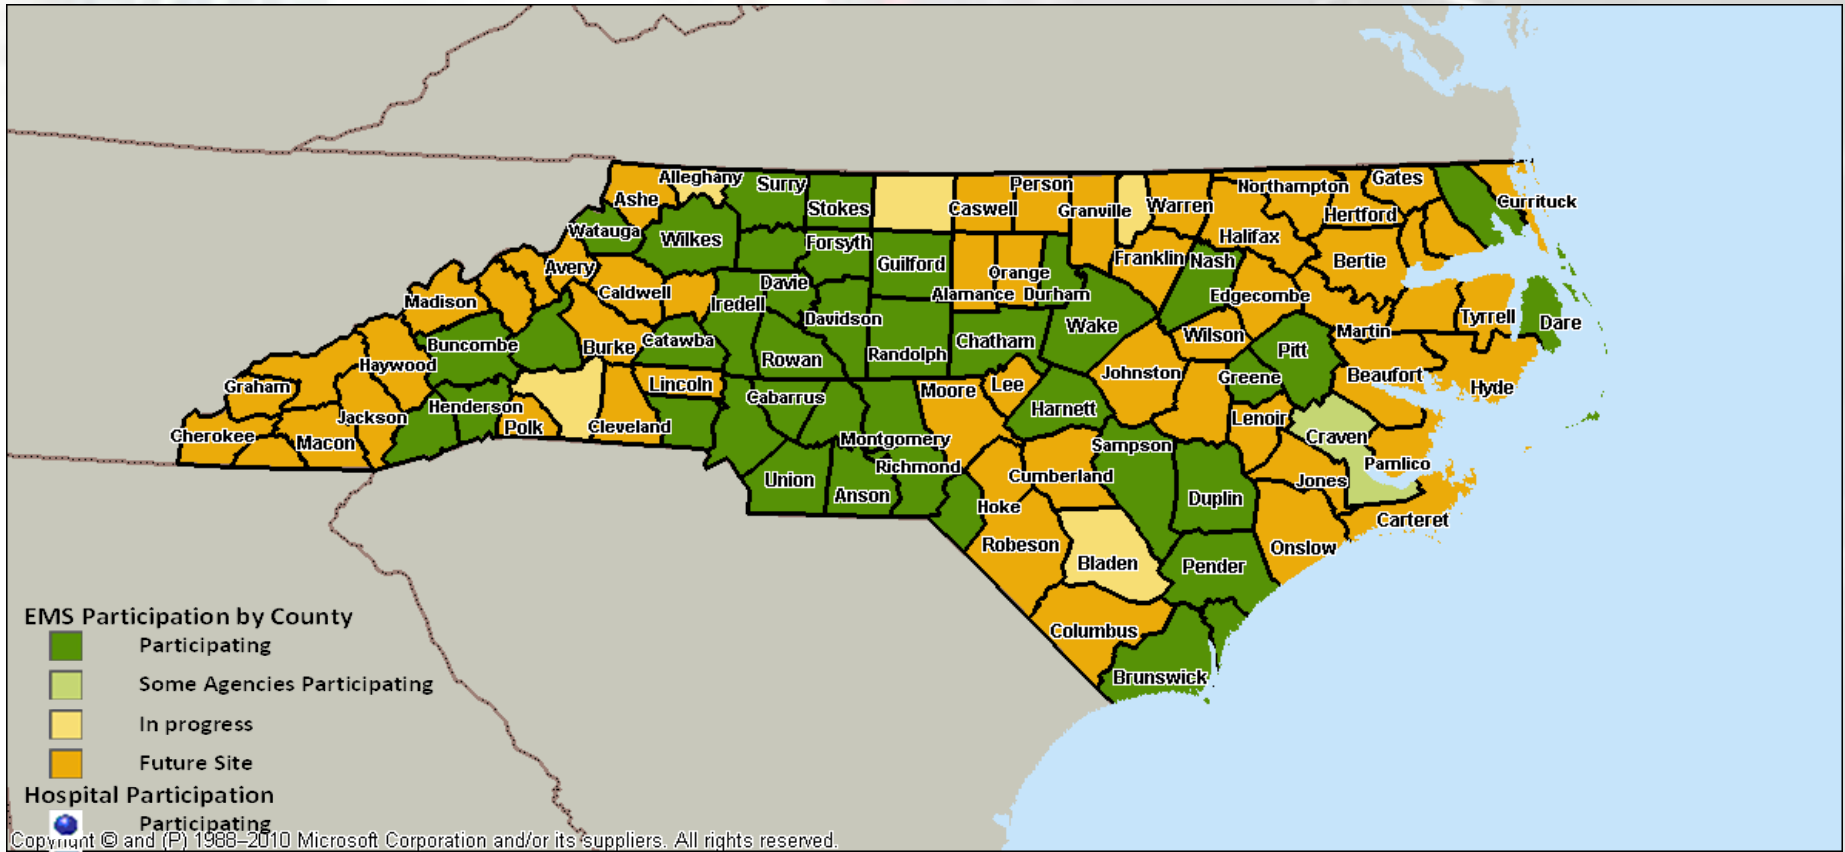 Alleghany
Surry
Person
Northampton
Gates
Ashe
Stokes
Caswell
Granville
Warren
Hertford
Currituck
Watauga
Wilkes
Forsyth
Halifax
Avery
Guilford
Orange
Franklin
Nash
Bertie
Madison
Caldwell
Iredell
Davie
Alamance
Durham
Edgecombe
Davidson
Wake
Tyrrell
Dare
Buncombe
Burke
Catawba
Rowan
Randolph
Chatham
Wilson
Martin
Haywood
Pitt
Graham
Lincoln
Moore
Lee
Johnston
Greene
Beaufort
Hyde
Henderson
Cabarrus
Harnett
Jackson
Polk
Cleveland
Lenoir
Cherokee
Macon
Montgomery
Sampson
Craven
Richmond
Cumberland
Pamlico
Union
Anson
Duplin
Jones
Hoke
Carteret
Robeson
Onslow
Bladen
Pender
Columbus
Brunswick
EMS Participation by County
Participating
Some Agencies Participating
In progress
Future Site
Hospital Participation
Participating
Copyright © and (P) 1988–2010 Microsoft Corporation and/or its suppliers. All rights reserved.